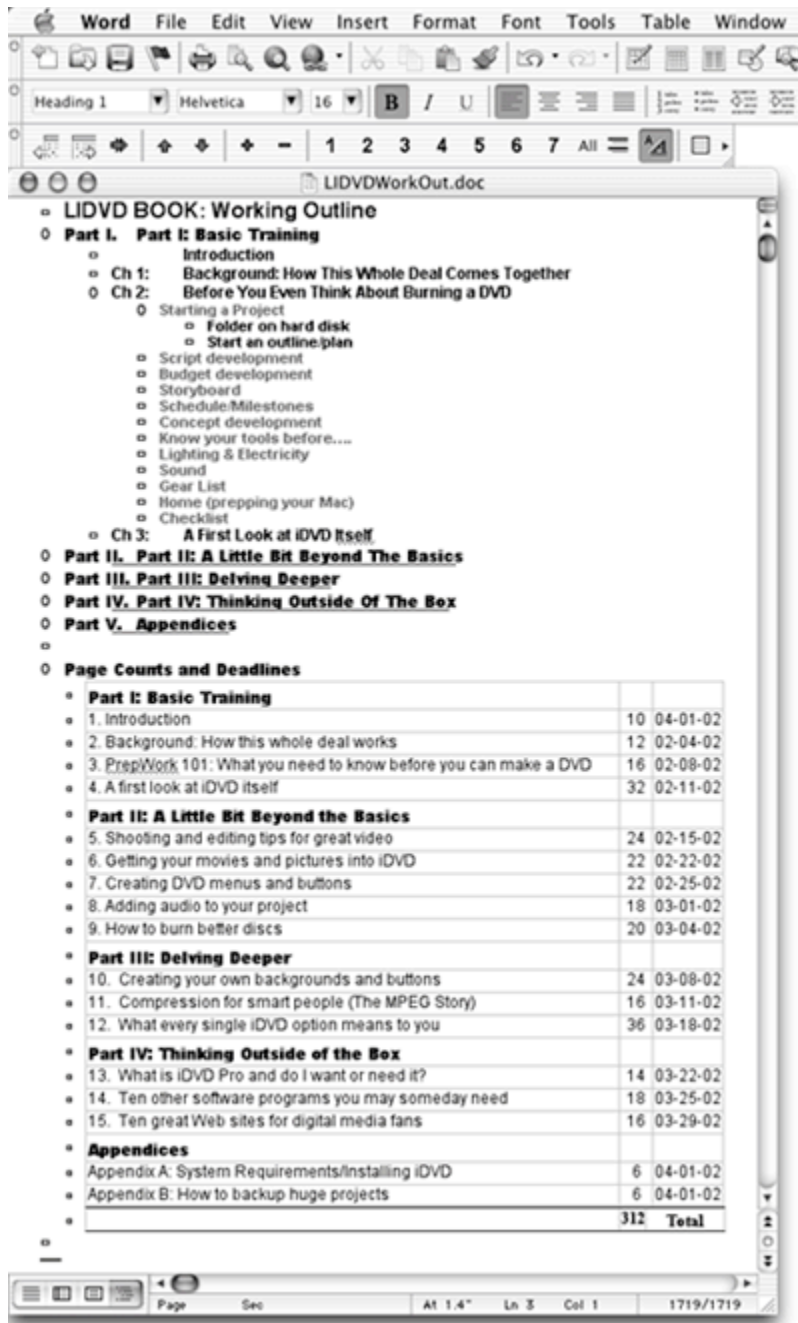 Word File Edit View Insert Format Font Tools Table Window
Heading 1 Helvetica 16 B I U
1 2 3 4 5 6 7 All
LIDVDWorkOut.doc
LIDVD BOOK: Working Outline
Part I. Part I: Basic Training
Introduction
Ch 1: Background: How This Whole Deal Comes Together
Ch 2: Before You Even Think About Burning a DVD
Starting a Project
Folder on hard disk
Start an outline/plan
Script development
Budget development
Storyboard
Schedule/Milestones
Concept development
Know your tools before....
Lighting & Electricity
Sound
Gear List
Home (prepping your Mac)
Checklist
Ch 3: A First Look at iDVD Itself
Part II. Part II: A Little Bit Beyond The Basics
Part III. Part III: Delving Deeper
Part IV. Part IV: Thinking Outside Of The Box
Part V. Appendices
Page Counts and Deadlines
Part I: Basic Training
1. Introduction 10 04-01-02
2. Background: How this whole deal works 12 02-04-02
3. PrepWork 101: What you need to know before you can make a DVD 16 02-08-02
4. A first look at iDVD itself 32 02-11-02
Part II: A Little Bit Beyond the Basics
5. Shooting and editing tips for great video 24 02-15-02
6. Getting your movies and pictures into iDVD 22 02-22-02
7. Creating DVD menus and buttons 22 02-25-02
8. Adding audio to your project 18 03-01-02
9. How to burn better discs 20 03-04-02
Part III: Delving Deeper
10. Creating your own backgrounds and buttons 24 03-08-02
11. Compression for smart people (The MPEG Story) 16 03-11-02
12. What every single iDVD option means to you 36 03-18-02
Part IV: Thinking Outside of the Box
13. What is iDVD Pro and do I want or need it? 14 03-22-02
14. Ten other software programs you may someday need 18 03-25-02
15. Ten great Web sites for digital media fans 16 03-29-02
Appendices
Appendix A: System Requirements/Installing iDVD 6 04-01-02
Appendix B: How to backup huge projects 6 04-01-02
312 Total
Page Sec At 1.4" Ln 3 Col 1 1719/1719